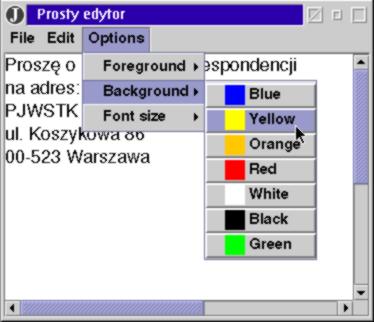 Prosty edytor
File Edit Options
Foreground
Background
Font size
Blue
Yellow
Orange
Red
White
Black
Green
Proszę o espondencji
na adres:
PJWSTK
ul. Koszykowa 86
00-523 Warszawa